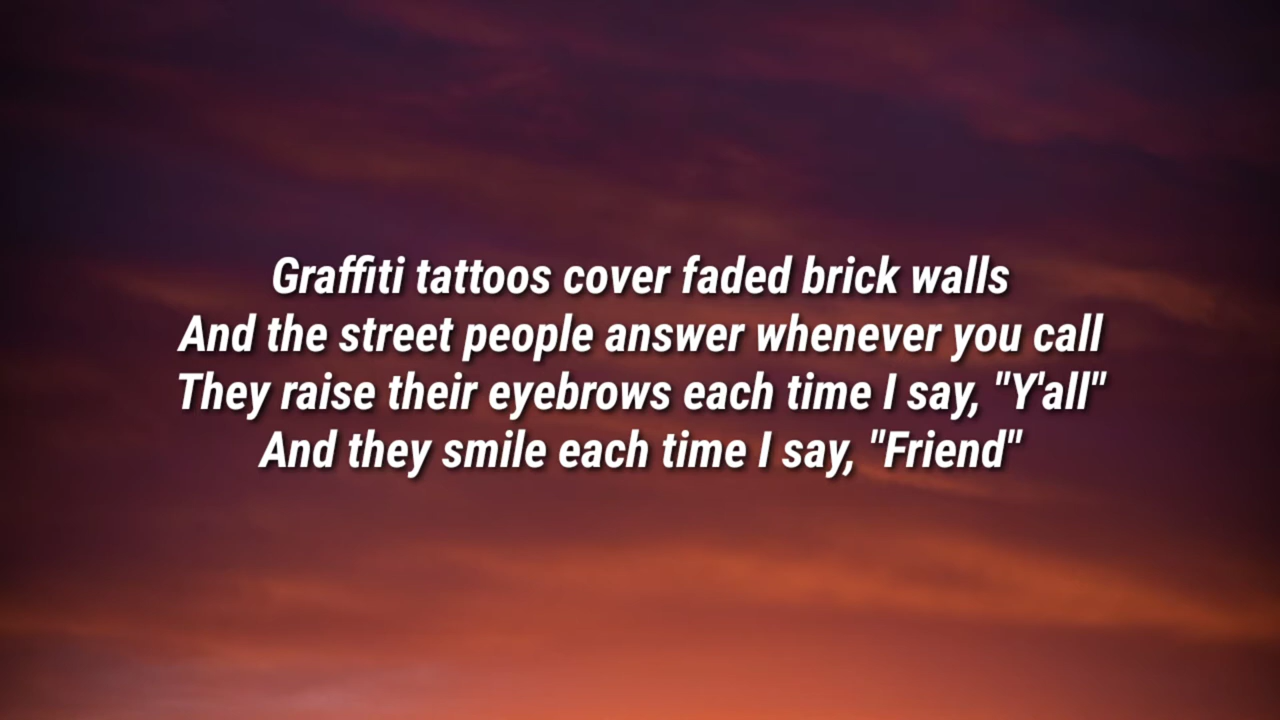 Graffiti tattoos cover faded brick walls
And the street people answer whenever you call
They raise their eyebrows each time I say, "Y'all"
And they smile each time I say, "Friend"